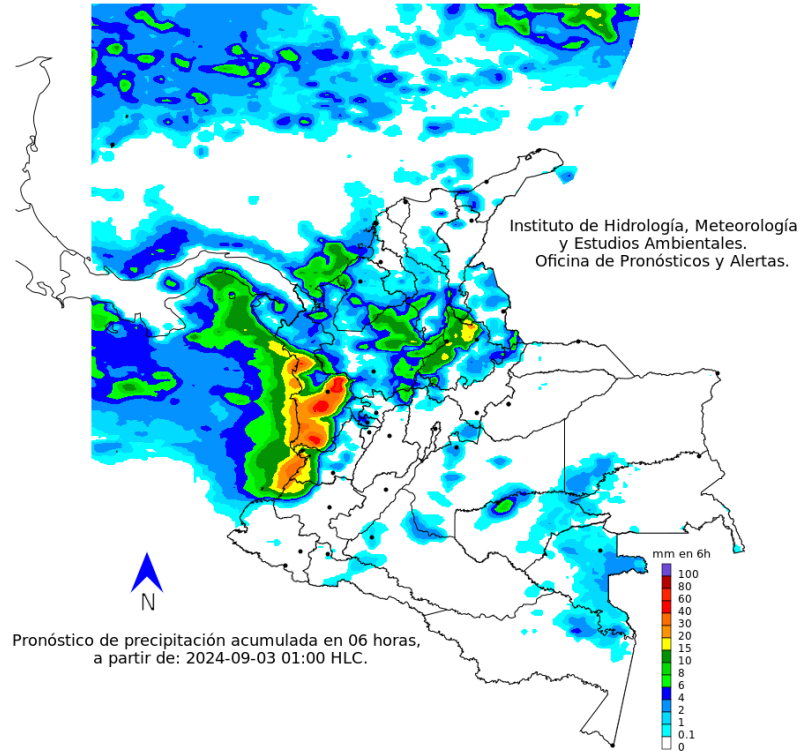 Instituto de Hidrología, Meteorología
y Estudios Ambientales.
Oficina de Pronósticos y Alertas.
N
Pronóstico de precipitación acumulada en 06 horas,
a partir de: 2024-09-03 01:00 HLC.
mm en 6h
100
80
60
40
30
20
15
10
8
6
4
2
1
0.1
0